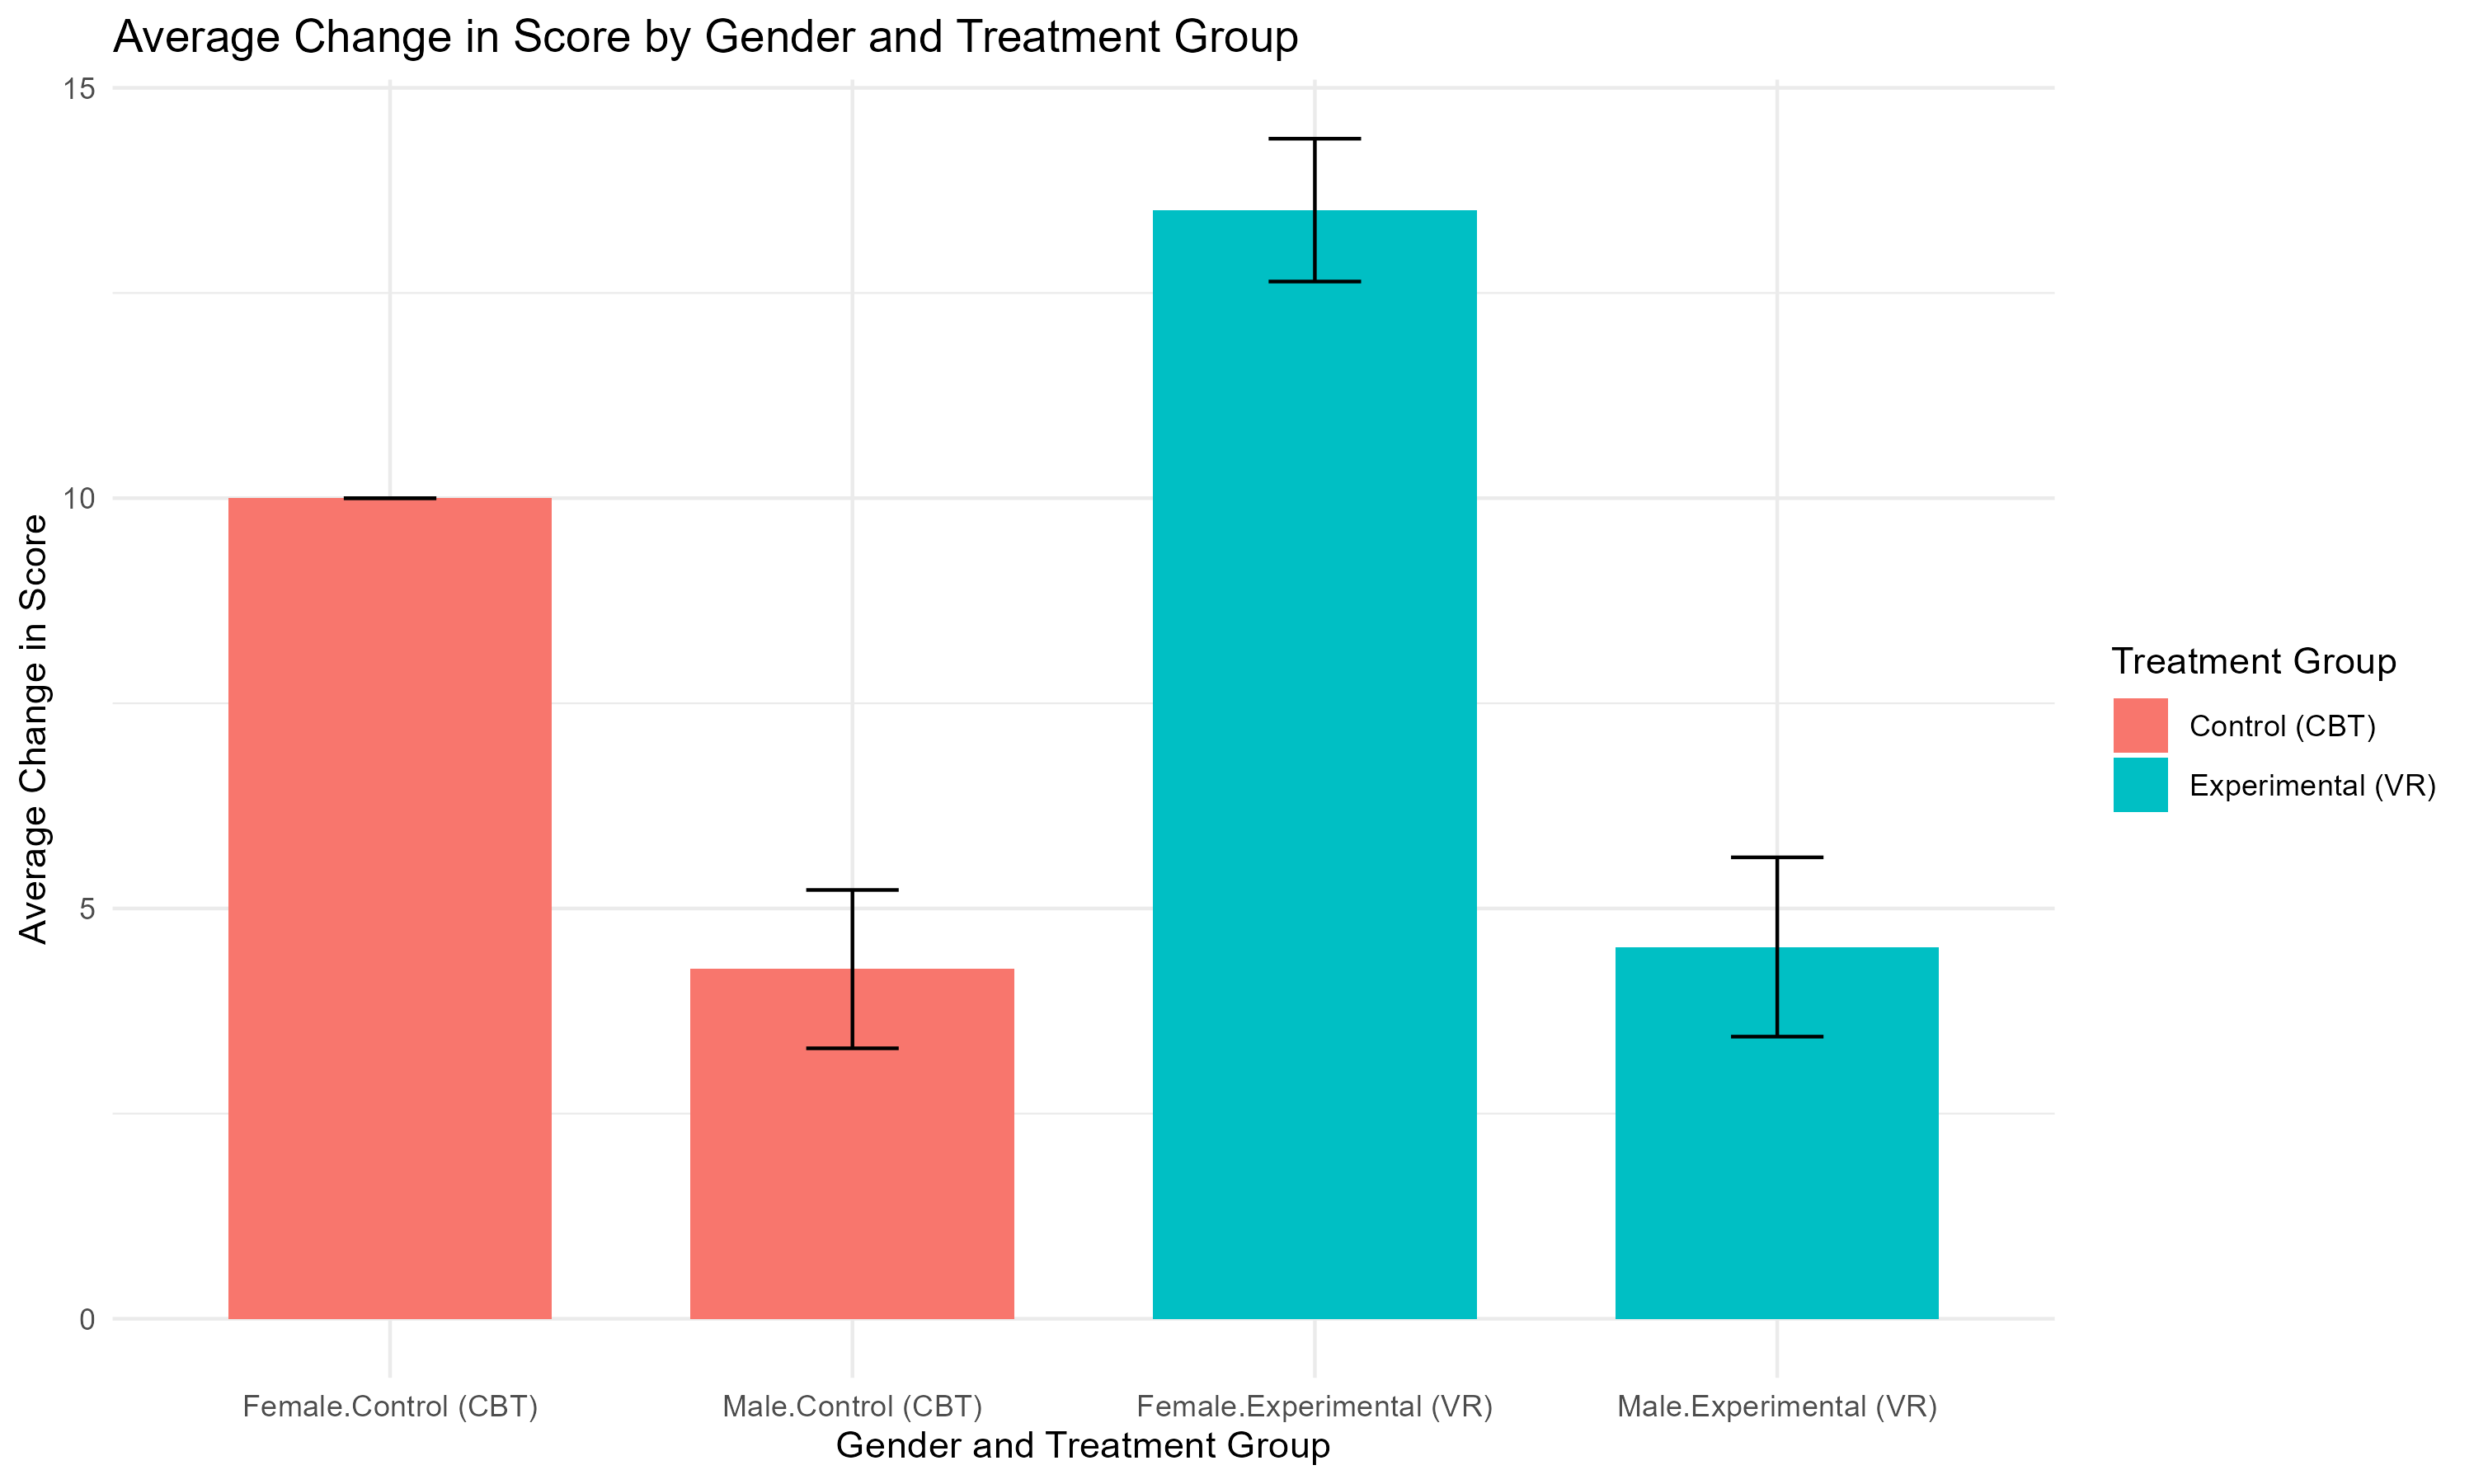 Average Change in Score by Gender and Treatment Group
15
10
5
0
Average Change in Score
Female.Control (CBT)
Male.Control (CBT)
Female.Experimental (VR)
Male.Experimental (VR)
Gender and Treatment Group
Treatment Group
Control (CBT)
Experimental (VR)